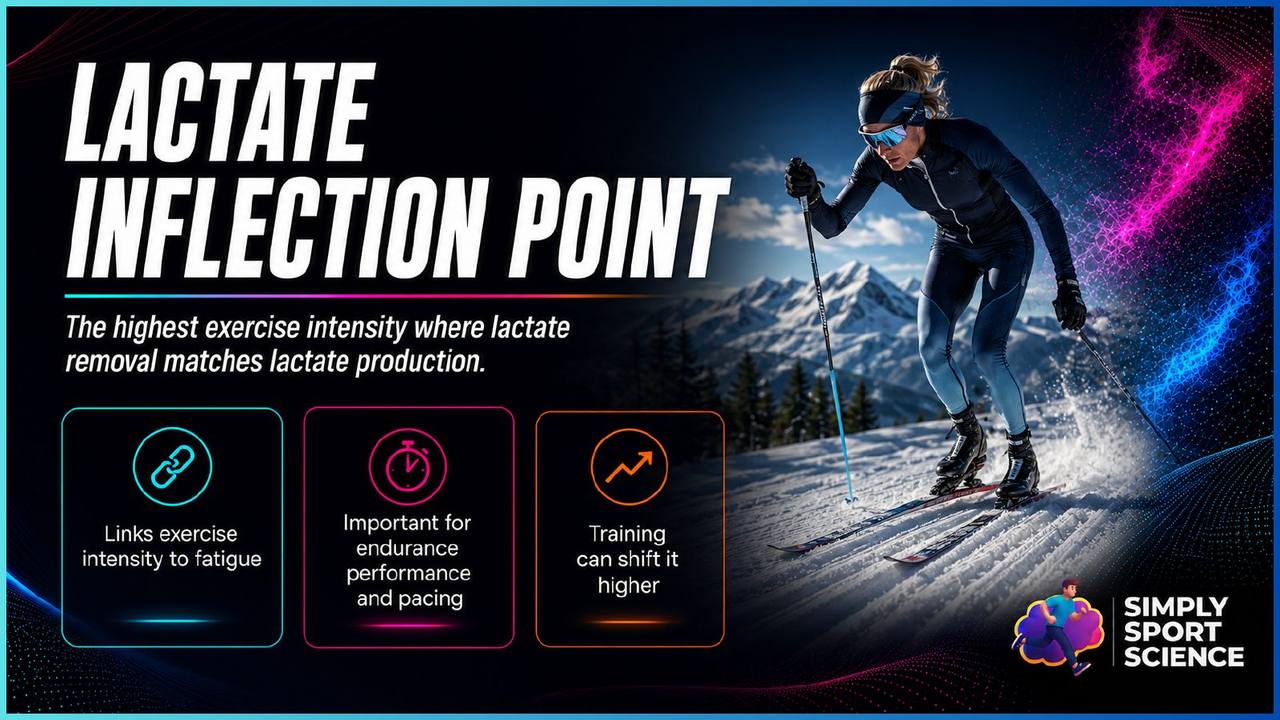 LACTATE
INFLECTION POINT
The highest exercise intensity where lactate
removal matches lactate production.
Links exercise
intensity to fatigue
Important for
endurance
performance
and pacing
Training
can shift it
higher
SIMPLY
SPORT
SCIENCE